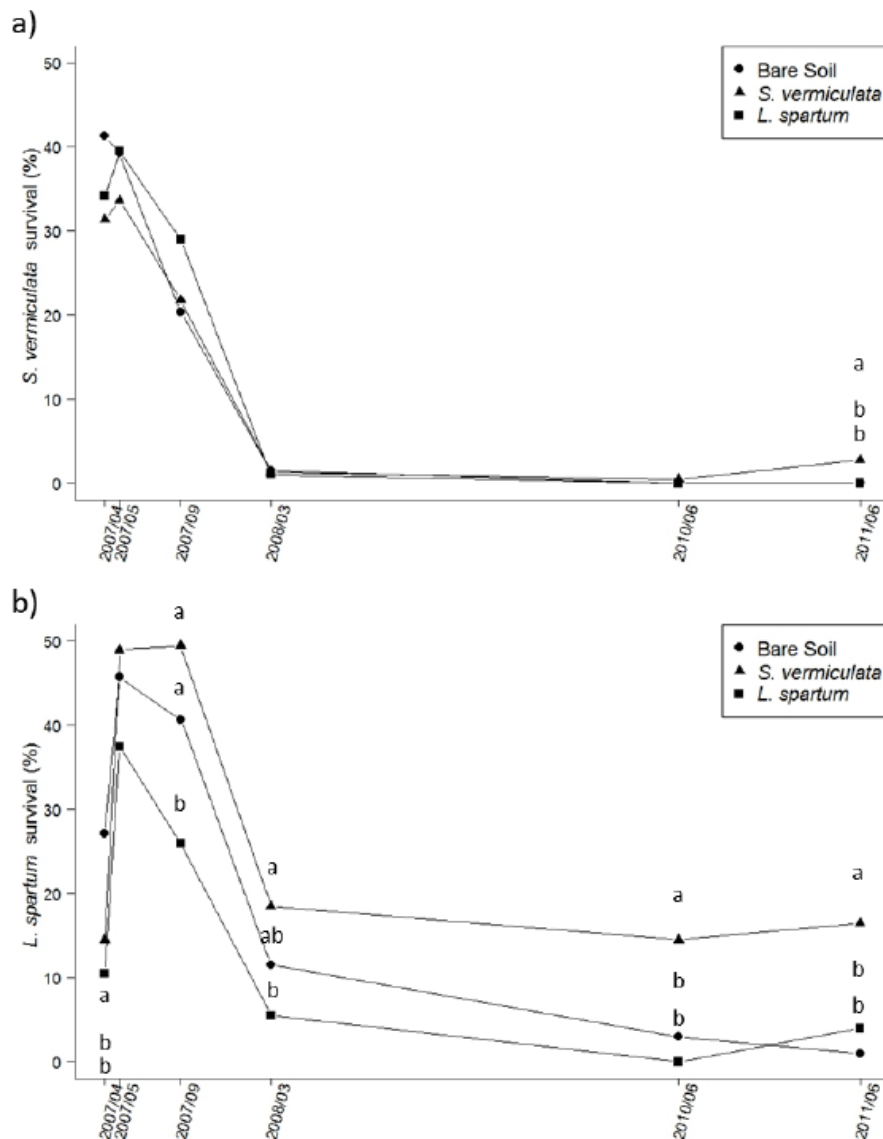 a)
50
40
30
20
10
0
S. vermiculata survival (%)
Bare Soil
S. vermiculata
L. spartum
a
b
b
2007/04
2007/05
2007/09
2008/03
2010/06
2011/06
b)
50
40
30
20
10
0
L. spartum survival (%)
Bare Soil
S. vermiculata
L. spartum
a
a
b
a
ab
b
a
b
b
a
b
b
a
b
b
2007/04
2007/05
2007/09
2008/03
2010/06
2011/06